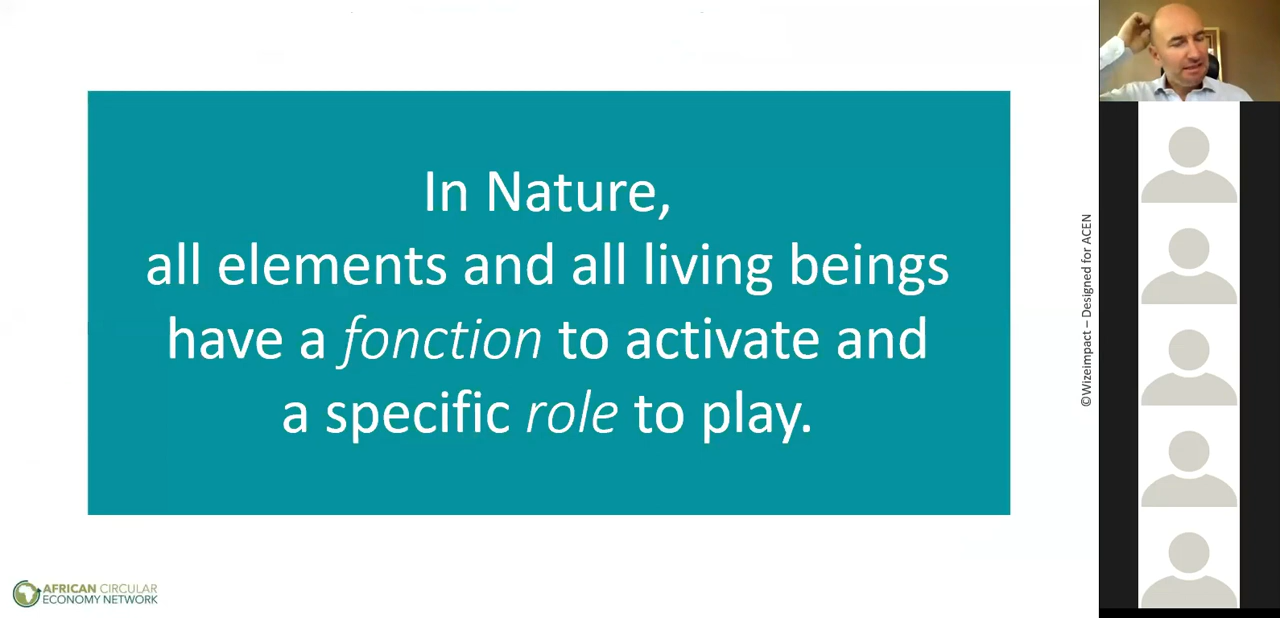 In Nature,
all elements and all living beings
have a fonction to activate and
a specific role to play.
©Wizeimpact – Designed for ACEN
AFRICAN CIRCULAR
ECONOMY NETWORK